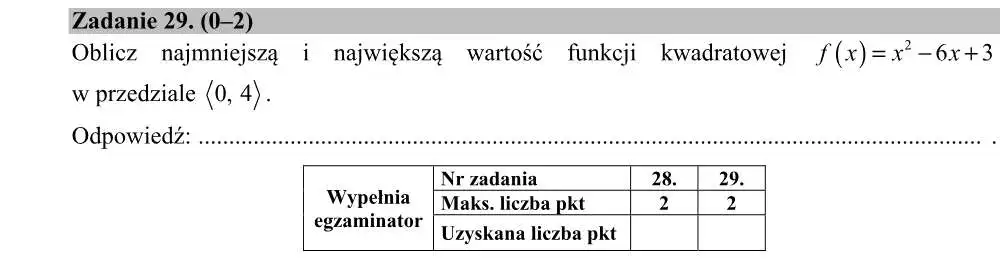 Zadanie 29. (0–2)
Oblicz najmniejszą i największą wartość funkcji kwadratowej f(x)=x²−6x+3
w przedziale ⟨0, 4⟩.
Odpowiedź: ................................................................................................................................ .
Nr zadania 28. 29.
Wypełnia egzaminator
Maks. liczba pkt 2 2
Uzyskana liczba pkt